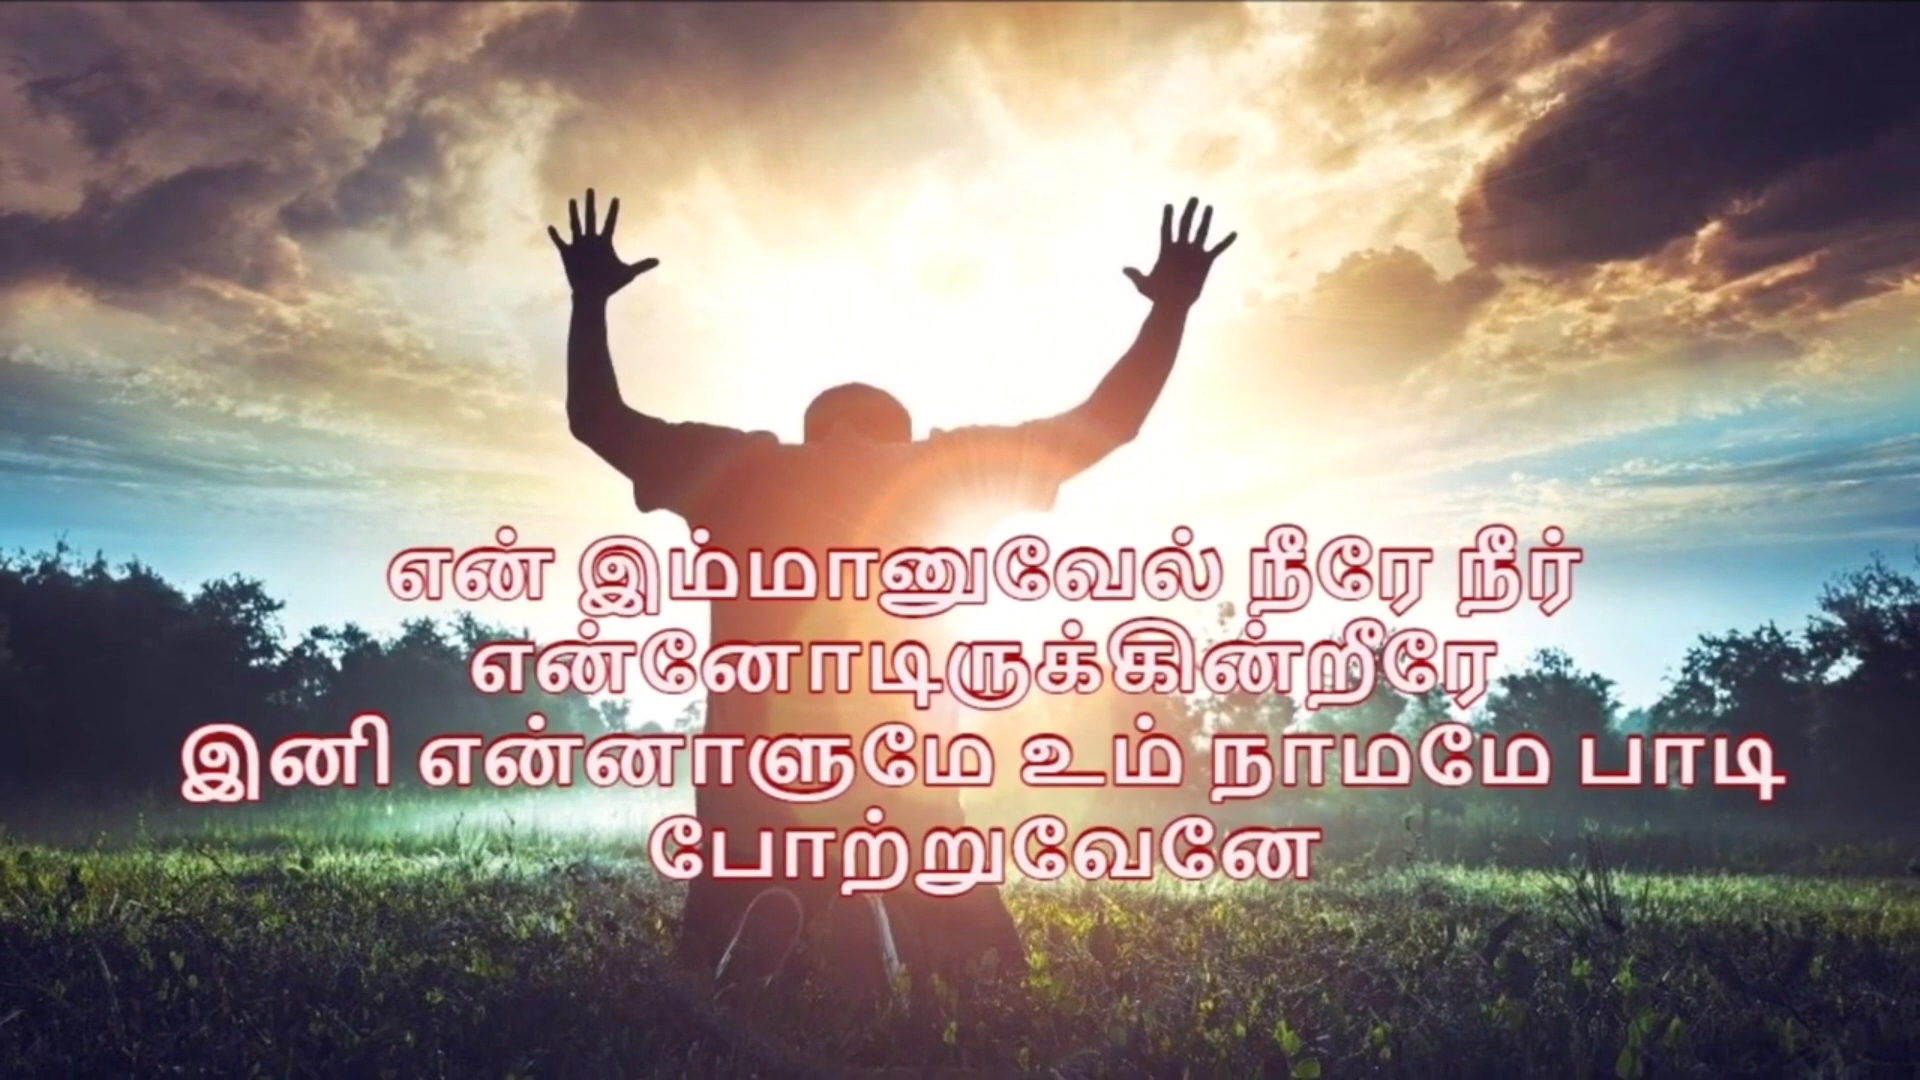 என் இம்மானுவேல் நீரே நீர்
என்னோடிருக்கின்றீரே
இனி என்னாளுமே உம் நாமமே பாடி
போற்றுவேனே